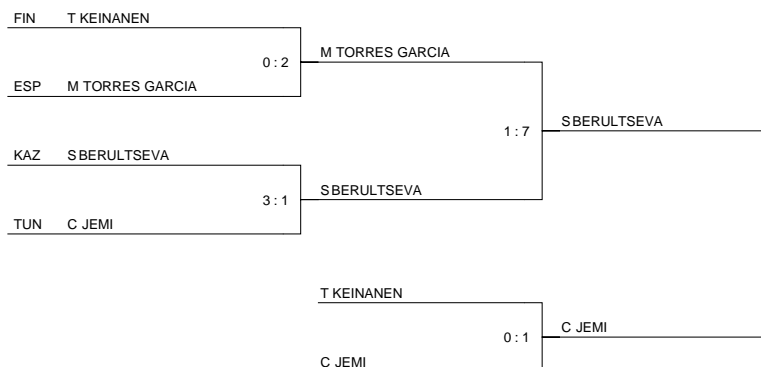 FIN T KEINANEN
0 : 2 M TORRES GARCIA
ESP M TORRES GARCIA
1 : 7 S BERULTSEVA
KAZ S BERULTSEVA
3 : 1 S BERULTSEVA
TUN C JEMI
T KEINANEN
0 : 1 C JEMI
C JEMI